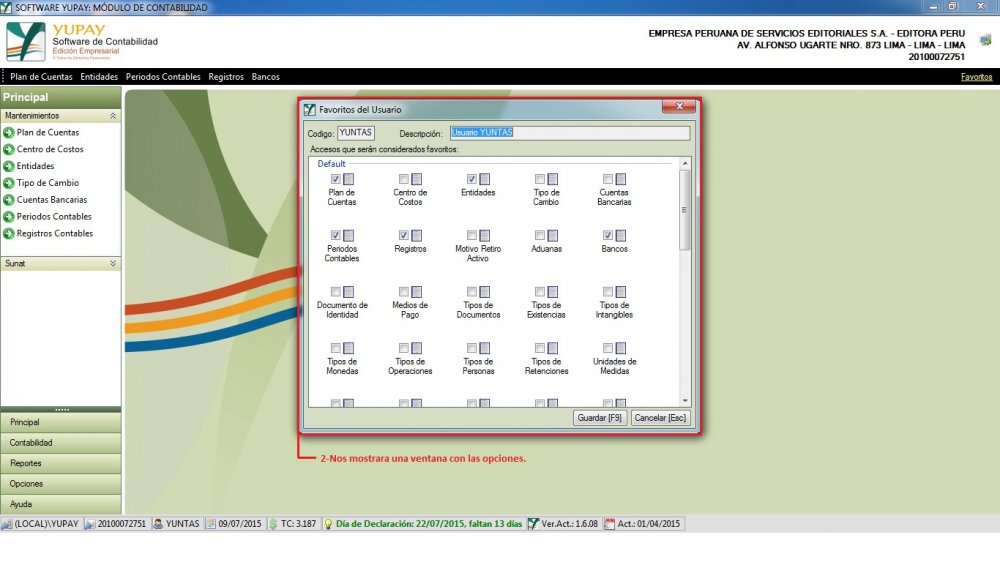 SOFTWARE YUPAY: MÓDULO DE CONTABILIDAD
YUPAY
Software de Contabilidad
Edición Empresarial
EMPRESA PERUANA DE SERVICIOS EDITORIALES S.A. - EDITORA PERU
AV. ALFONSO UGARTE NRO. 873 LIMA - LIMA - LIMA
20100072751
Plan de Cuentas Entidades Periodos Contables Registros Bancos Favoritos
Principal
Mantenimientos
Plan de Cuentas
Centro de Costos
Entidades
Tipo de Cambio
Cuentas Bancarias
Periodos Contables
Registros Contables
Sunat
Principal
Contabilidad
Reportes
Opciones
Ayuda
Favoritos del Usuario
Codigo: YUNTAS Descripción: Usuario YUNTAS
Accesos que serán considerados favoritos:
Default
Plan de Cuentas
Centro de Costos
Entidades
Tipo de Cambio
Cuentas Bancarias
Periodos Contables
Registros
Motivo Retiro Activo
Aduanas
Bancos
Documento de Identidad
Medios de Pago
Tipos de Documentos
Tipos de Existencias
Tipos de Intangibles
Tipos de Monedas
Tipos de Operaciones
Tipos de Personas
Tipos de Retenciones
Unidades de Medidas
Guardar [F9] Cancelar [Esc]
2-Nos mostrara una ventana con las opciones.
(LOCAL)\YUPAY 20100072751 YUNTAS 09/07/2015 TC: 3.187 Día de Declaración: 22/07/2015, faltan 13 días Ver.Act.: 1.6.08 Act.: 01/04/2015